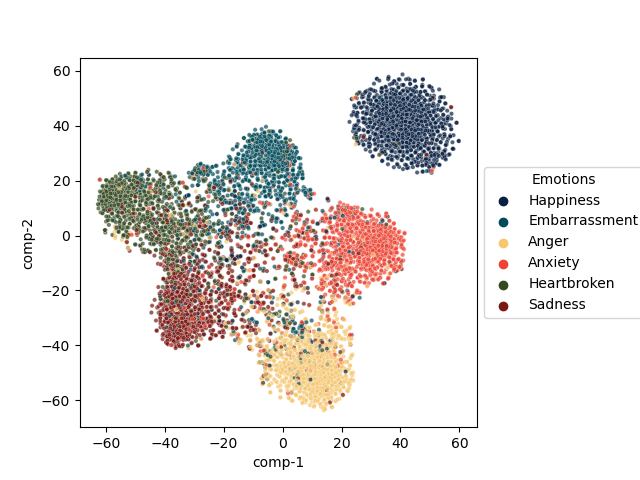 60
40
20
0
−20
−40
−60
comp-2
−60
−40
−20
0
20
40
60
comp-1
Emotions
Happiness
Embarrassment
Anger
Anxiety
Heartbroken
Sadness